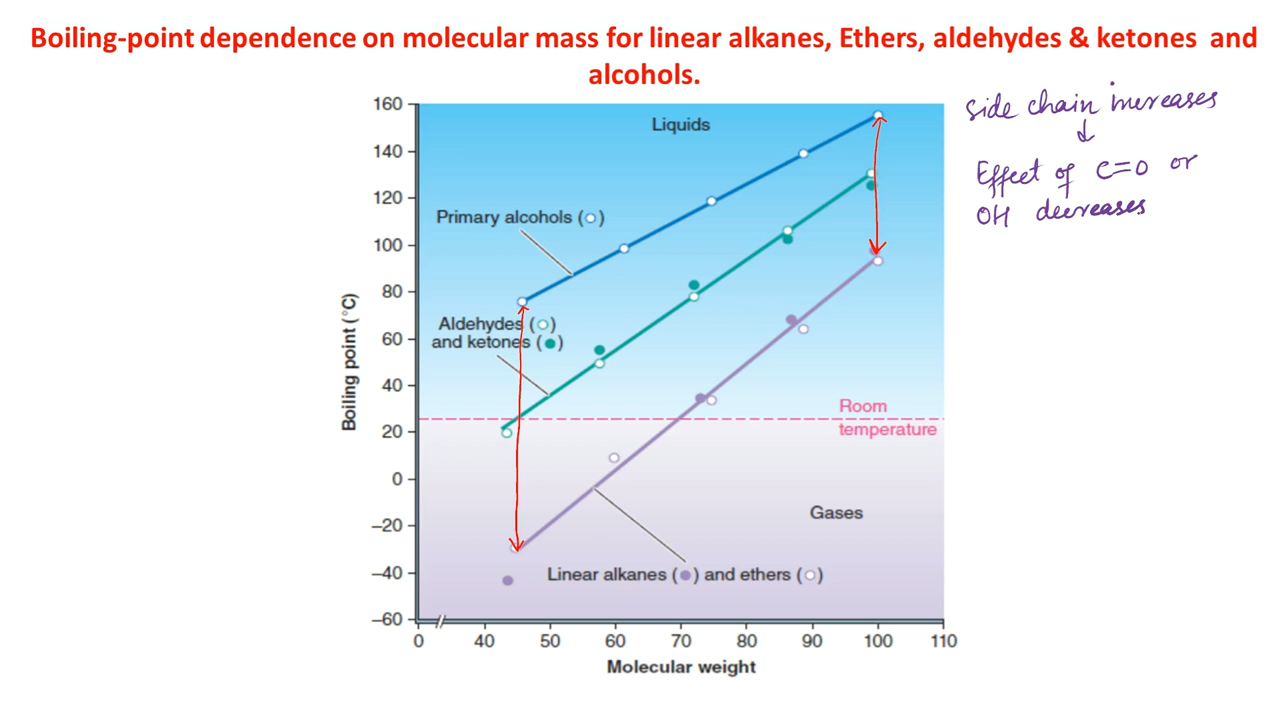 Boiling-point dependence on molecular mass for linear alkanes, Ethers, aldehydes & ketones and
alcohols.
Side chain increases
↓
Effect of C=O or
OH decreases
160
140
120
100
80
60
40
20
0
–20
–40
–60
Boiling point (°C)
Liquids
Primary alcohols (○)
Aldehydes (○)
and ketones (●)
Room
temperature
Gases
Linear alkanes (●) and ethers (○)
0 40 50 60 70 80 90 100 110
Molecular weight